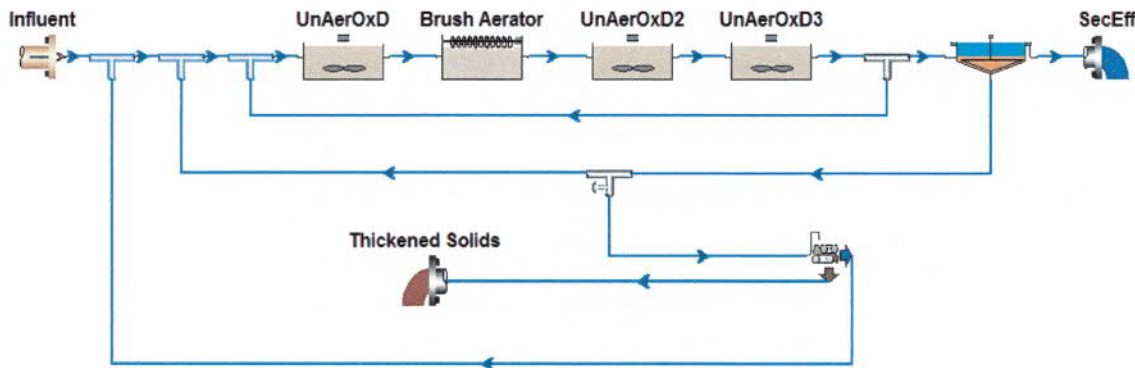 Influent
UnAerOxD
Brush Aerator
UnAerOxD2
UnAerOxD3
SecEff
Thickened Solids